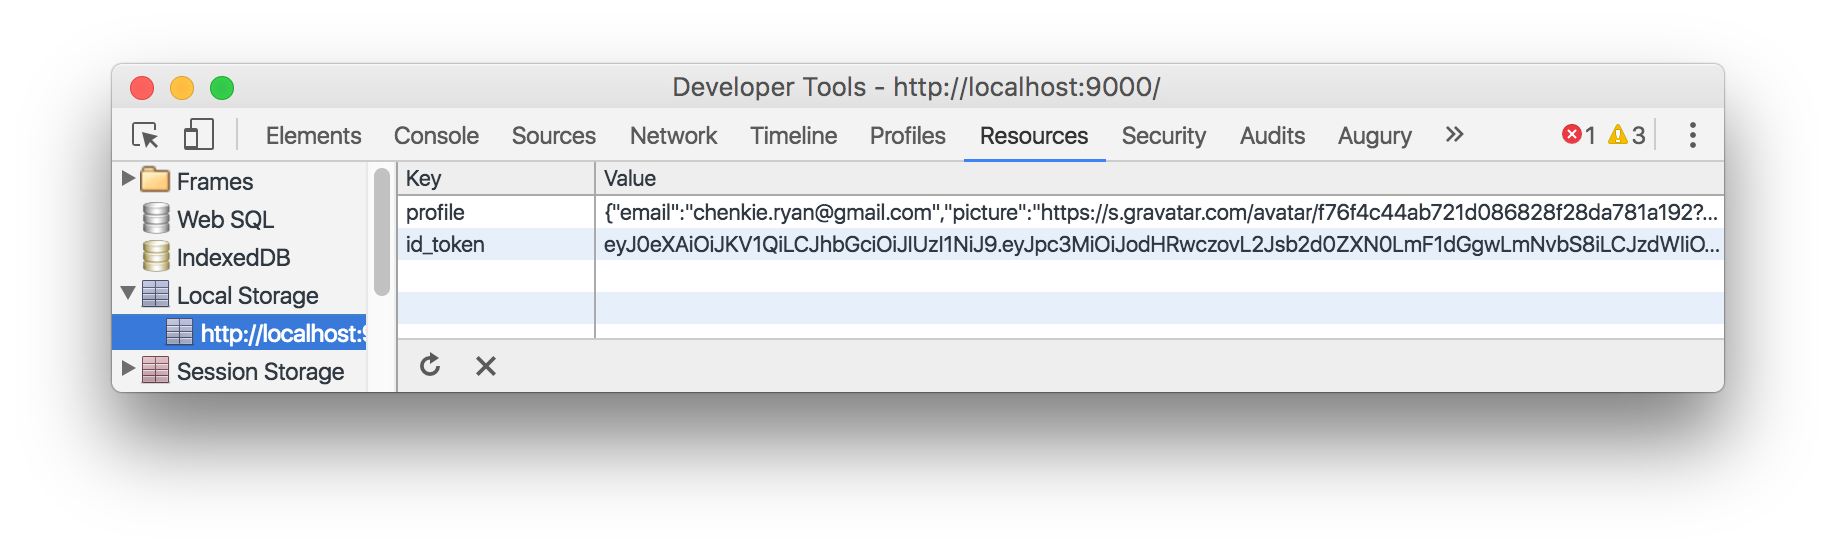 Developer Tools - http://localhost:9000/
Elements Console Sources Network Timeline Profiles Resources Security Audits Augury 1 3
Frames
Web SQL
IndexedDB
Local Storage
http://localhost:9
Session Storage
Key Value
profile {"email":"chenkie.ryan@gmail.com","picture":"https://s.gravatar.com/avatar/f76f4c44ab721d086828f28da781a192?...
id_token eyJ0eXAiOiJKV1QiLCJhbGciOiJIUzI1NiJ9.eyJpc3MiOiJodHRwczovL2Jsb2d0ZXN0LmF1dGgwLmNvbS8iLCJzdWIiO...